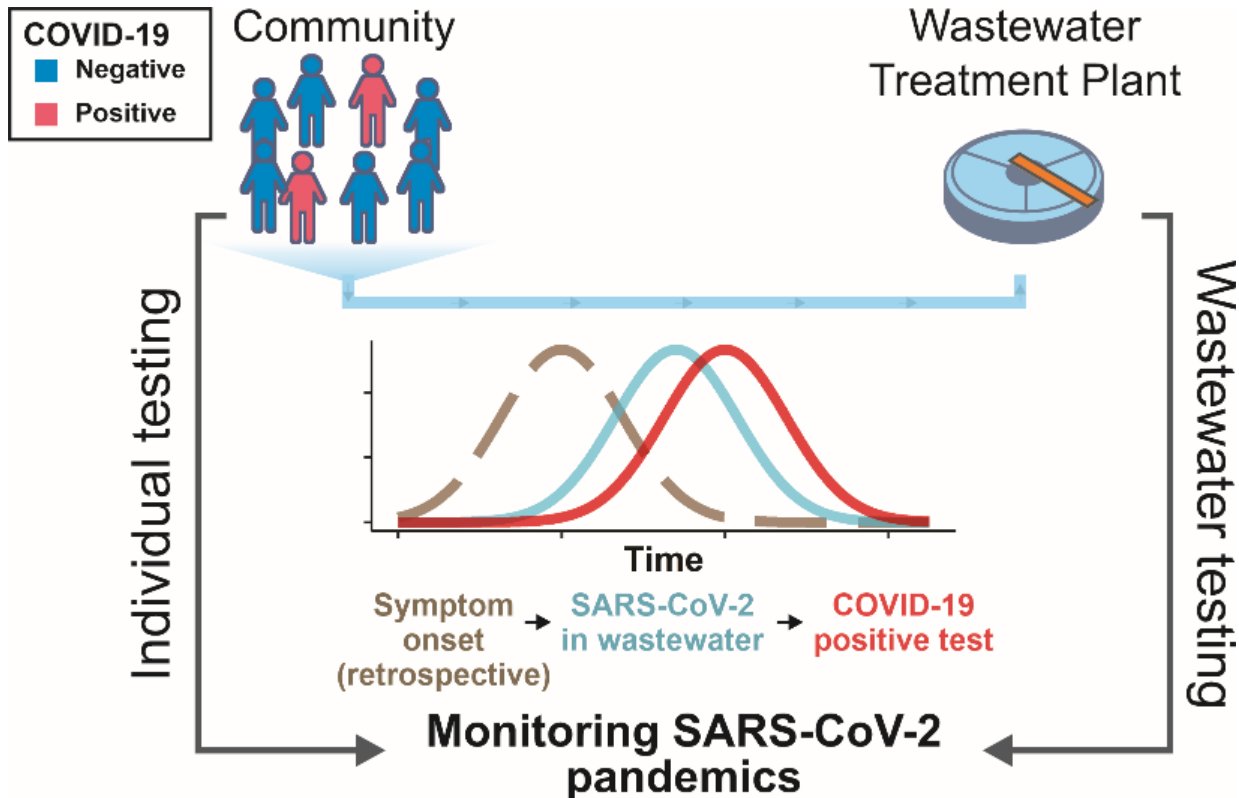 COVID-19
Negative
Positive
Community
Wastewater
Treatment Plant
Individual testing
Wastewater testing
Time
Symptom
onset
(retrospective)
SARS-CoV-2
in wastewater
COVID-19
positive test
Monitoring SARS-CoV-2
pandemics